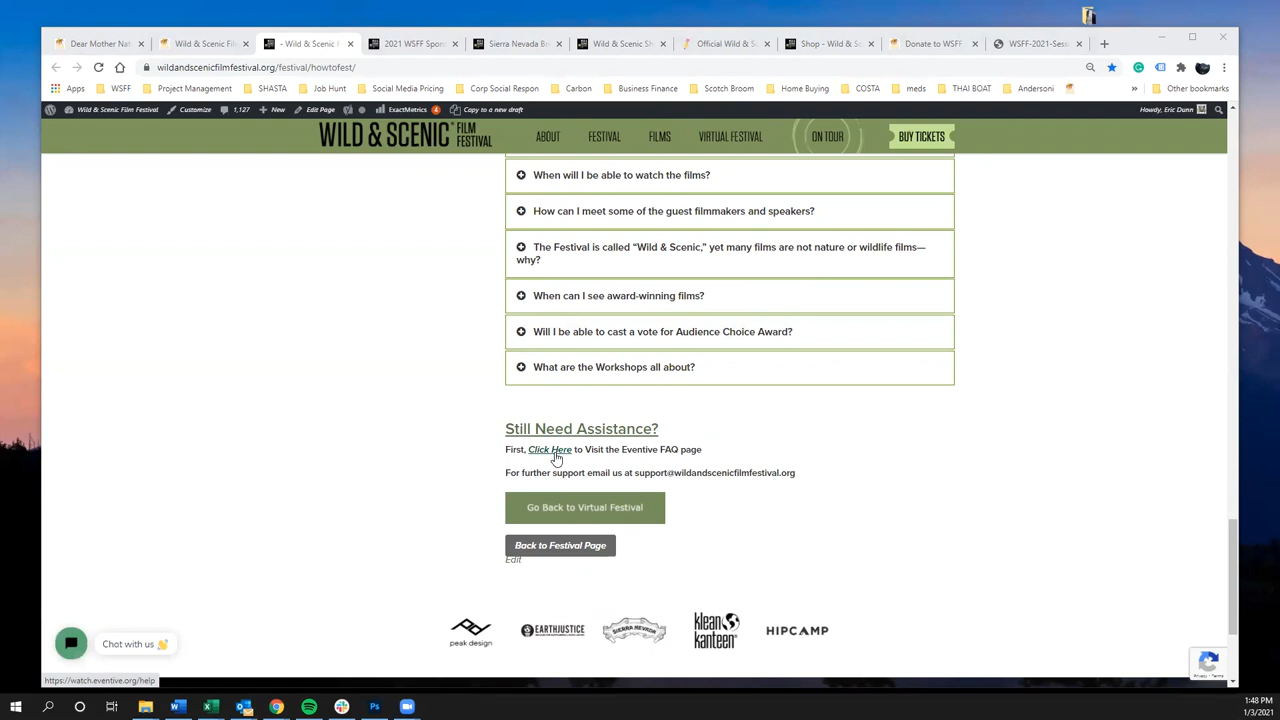 Dear Mother Nat
Wild & Scenic Fil
- Wild & Scenic F
2021 WSFF Spon
Sierra Nevada Br
Wild & Scenic Sh
Official Wild & S
Shop - Wild & Sc
Donate to WSFF
WSFF-2021-Sess
wildandscenicfilmfestival.org/festival/howtofest/
Apps
WSFF
Project Management
SHASTA
Job Hunt
Social Media Pricing
Corp Social Respon
Carbon
Business Finance
Scotch Broom
Home Buying
COSTA
meds
THAI BOAT
Andersoni
Other bookmarks
Wild & Scenic Film Festival
Customize
1,127
New
Edit Page
ExactMetrics
4
Copy to a new draft
Howdy, Eric Dunn
WILD & SCENIC FILM FESTIVAL
ABOUT
FESTIVAL
FILMS
VIRTUAL FESTIVAL
ON TOUR
BUY TICKETS
When will I be able to watch the films?
How can I meet some of the guest filmmakers and speakers?
The Festival is called “Wild & Scenic,” yet many films are not nature or wildlife films—
why?
When can I see award-winning films?
Will I be able to cast a vote for Audience Choice Award?
What are the Workshops all about?
Still Need Assistance?
First, Click Here to Visit the Eventive FAQ page
For further support email us at support@wildandscenicfilmfestival.org
Go Back to Virtual Festival
Back to Festival Page
Edit
peak design
EARTHJUSTICE
SIERRA NEVADA
klean kanteen
HIPCAMP
Chat with us 👋
Privacy - Terms
https://watch.eventive.org/help
1:48 PM
1/3/2021